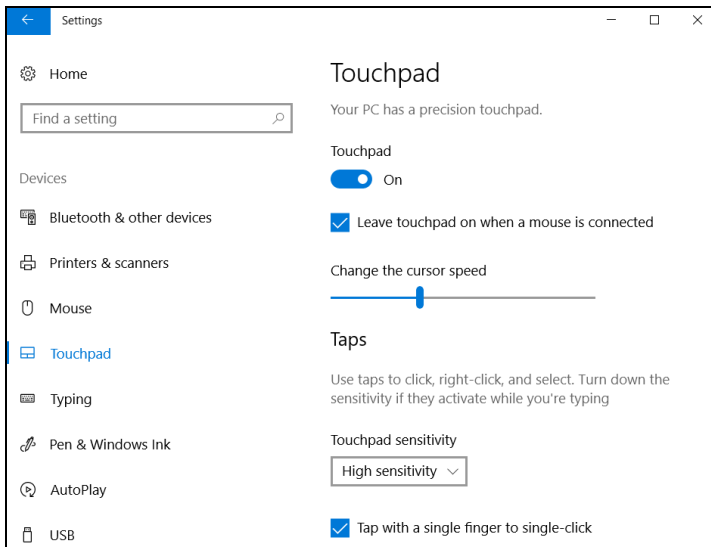 Settings
Home
Find a setting
Devices
Bluetooth & other devices
Printers & scanners
Mouse
Touchpad
Typing
Pen & Windows Ink
AutoPlay
USB
Touchpad
Your PC has a precision touchpad.
Touchpad
On
Leave touchpad on when a mouse is connected
Change the cursor speed
Taps
Use taps to click, right-click, and select. Turn down the
sensitivity if they activate while you're typing
Touchpad sensitivity
High sensitivity
Tap with a single finger to single-click